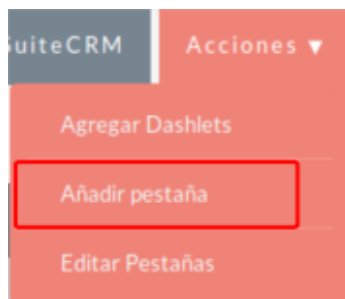 SuiteCRM Acciones ▼
Agregar Dashlets
Añadir pestaña
Editar Pestañas